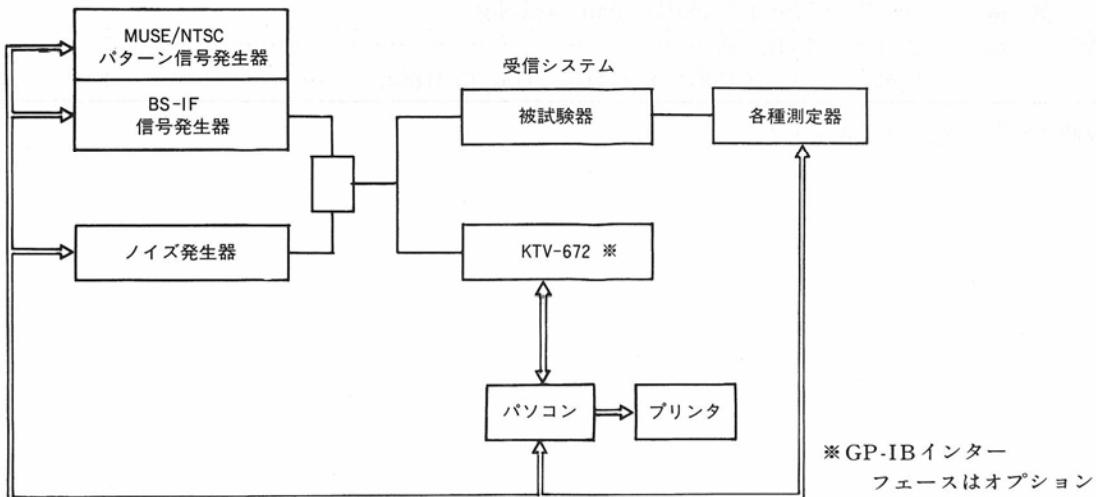 MUSE/NTSC
パターン信号発生器
BS-IF
信号発生器
受信システム
被試験器
各種測定器
ノイズ発生器
KTV-672 ※
パソコン
プリンタ
※GP-IBインター
フェースはオプション